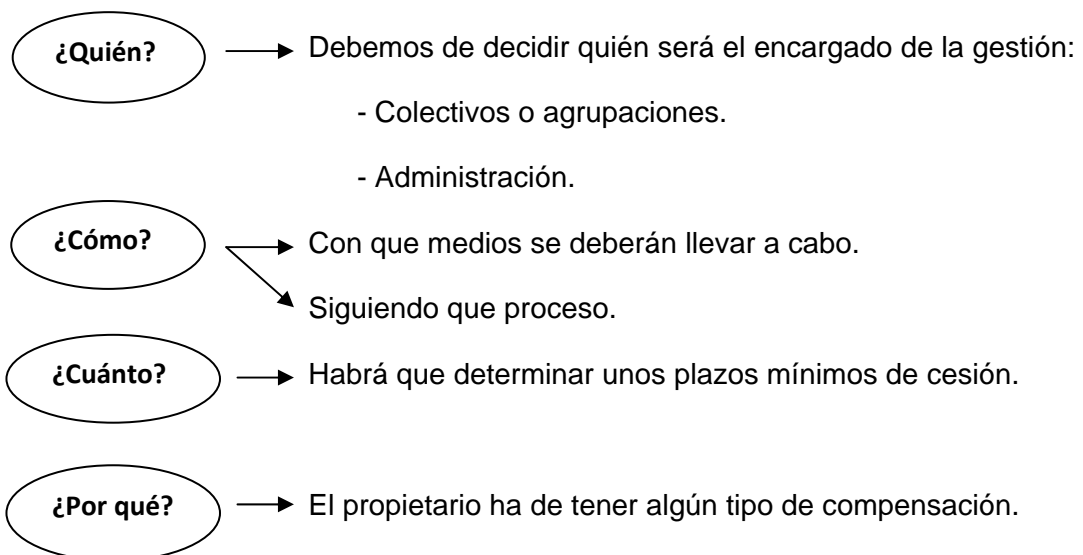 ¿Quién? Debemos de decidir quién será el encargado de la gestión:
- Colectivos o agrupaciones.
- Administración.
¿Cómo? Con que medios se deberán llevar a cabo.
Siguiendo que proceso.
¿Cuánto? Habrá que determinar unos plazos mínimos de cesión.
¿Por qué? El propietario ha de tener algún tipo de compensación.